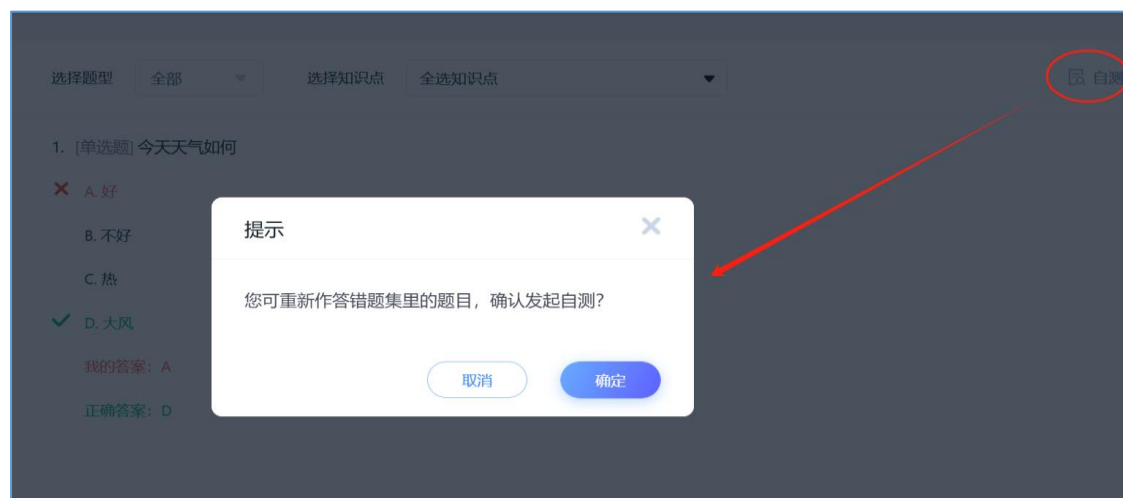 选择题型 全部 选择知识点 全选知识点 自测
1. [单选题] 今天天气如何
A. 好
B. 不好
C. 热
D. 大风
我的答案：A
正确答案：D
提示
您可重新作答错题集里的题目，确认发起自测？
取消 确定